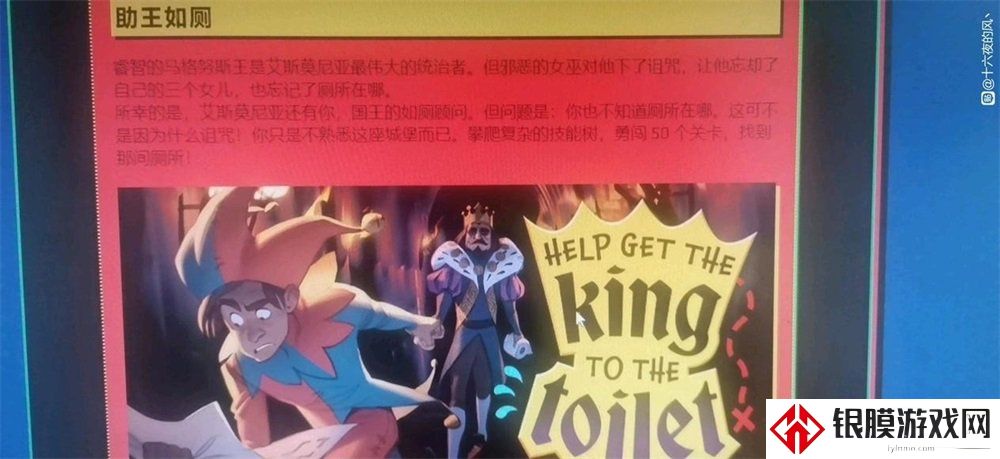 助王如厕
睿智的马格努斯王是艾斯莫尼亚最伟大的统治者。但邪恶的女巫对他下了诅咒，让他忘却了
自己的三个女儿，也忘记了厕所在哪。
所幸的是，艾斯莫尼亚还有你，国王的如厕顾问。但问题是：你也不知道厕所在哪。这可不
是因为什么诅咒！你只是不熟悉这座城堡而已。攀爬复杂的技能树，勇闯 50 个关卡，找到
那间厕所！
HELP GET THE
king
TO THE
toilet
@十六夜的风丶
银膜游戏网